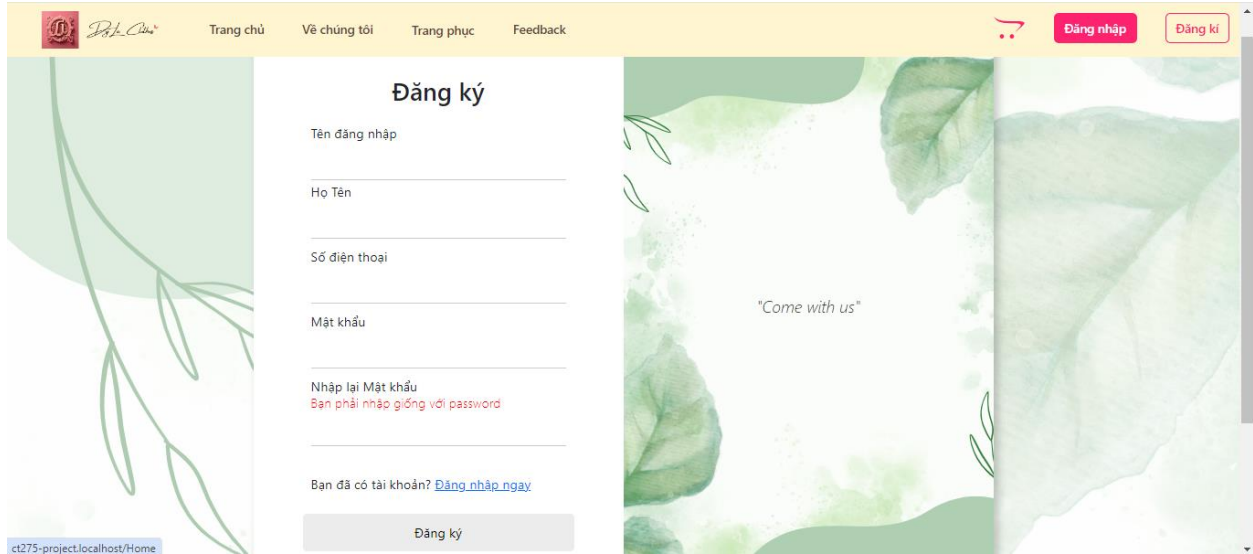 Trang chủ
Về chúng tôi
Trang phục
Feedback
Đăng nhập
Đăng kí
Đăng ký
Tên đăng nhập
Họ Tên
Số điện thoại
Mật khẩu
Nhập lại Mật khẩu
Bạn phải nhập giống với password
Bạn đã có tài khoản? Đăng nhập ngay
Đăng ký
"Come with us"
ct275-project.localhost/Home